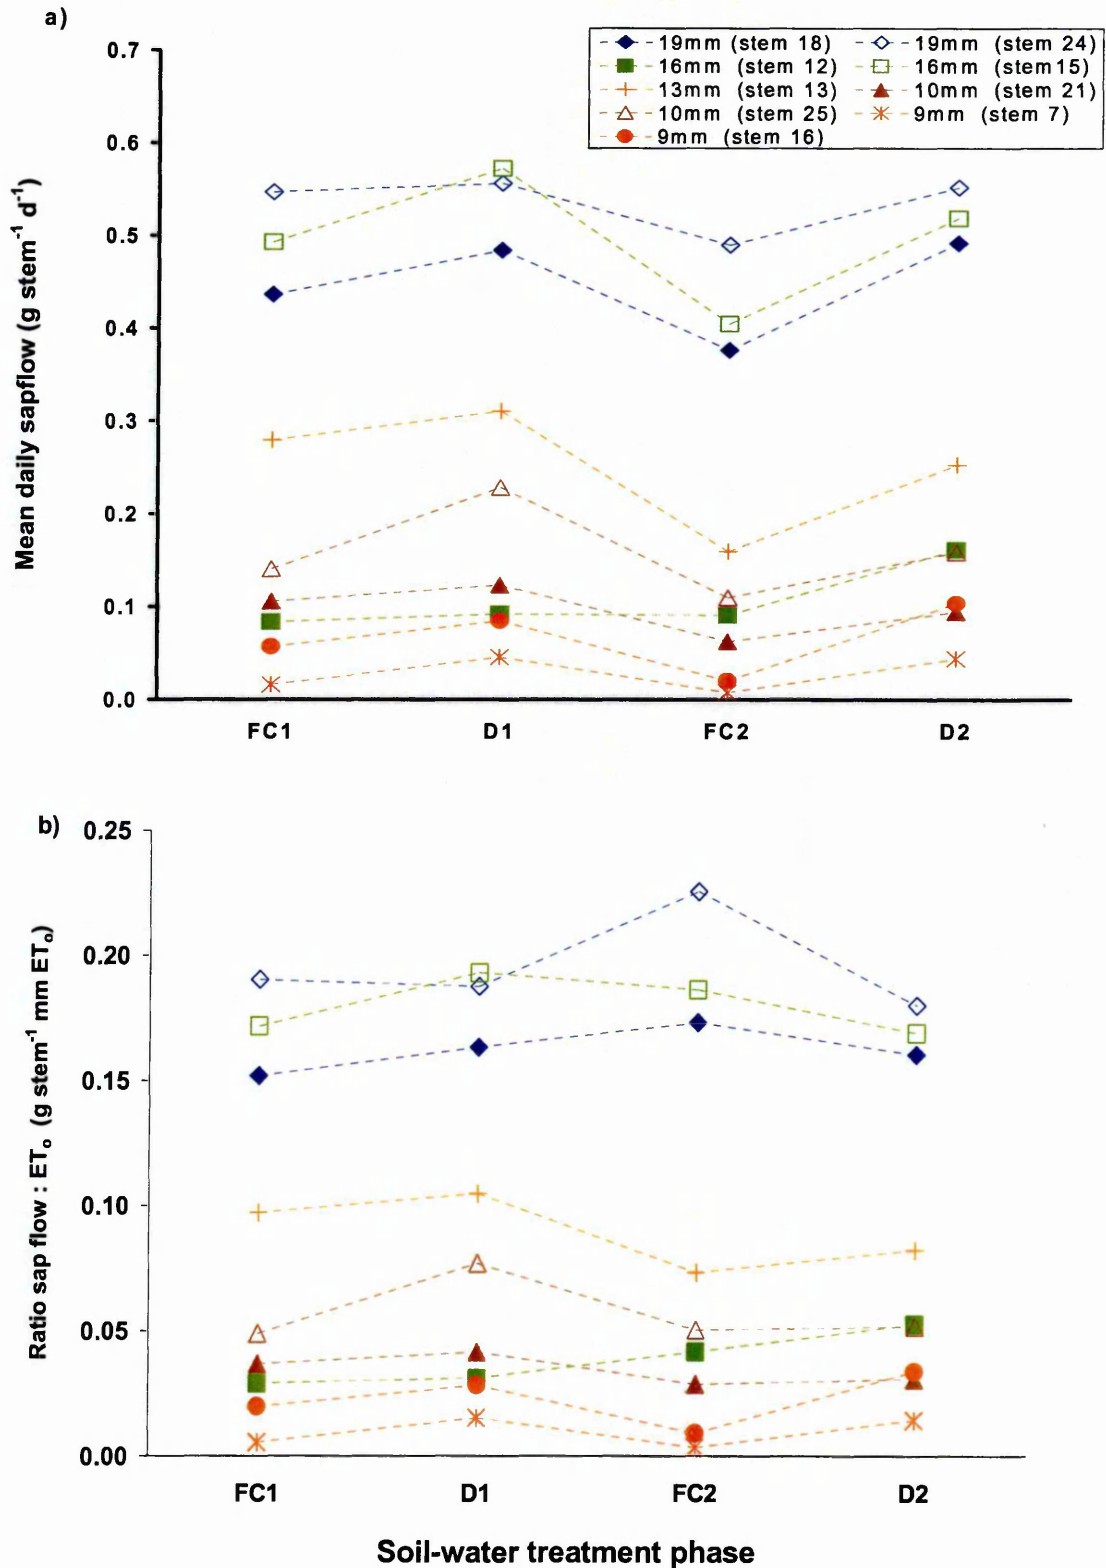 a)
19mm (stem 18) 19mm (stem 24)
16mm (stem 12) 16mm (stem 15)
13mm (stem 13) 10mm (stem 21)
10mm (stem 25) 9mm (stem 7)
9mm (stem 16)
0.7
0.6
0.5
0.4
0.3
0.2
0.1
0.0
Mean daily sapflow (g stem⁻¹ d⁻¹)
FC1 D1 FC2 D2
b)
0.25
0.20
0.15
0.10
0.05
0.00
Ratio sap flow : ETₒ (g stem⁻¹ mm ETₒ)
FC1 D1 FC2 D2
Soil-water treatment phase